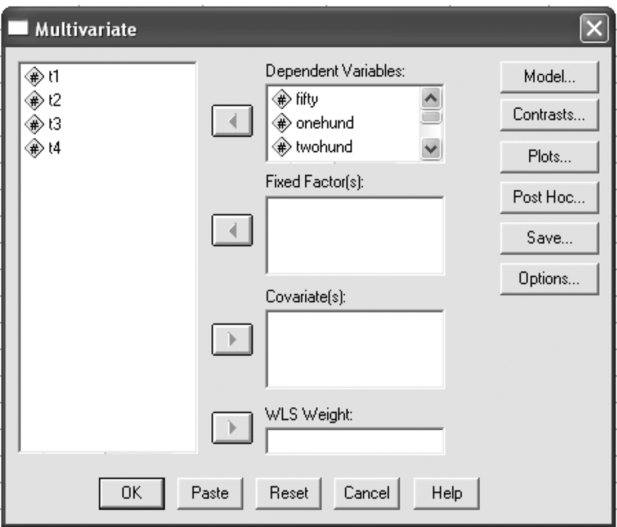 Multivariate
t1
t2
t3
t4
Dependent Variables:
fifty
onehund
twohund
Fixed Factor(s):
Covariate(s):
WLS Weight:
Model...
Contrasts...
Plots...
Post Hoc...
Save...
Options...
OK
Paste
Reset
Cancel
Help